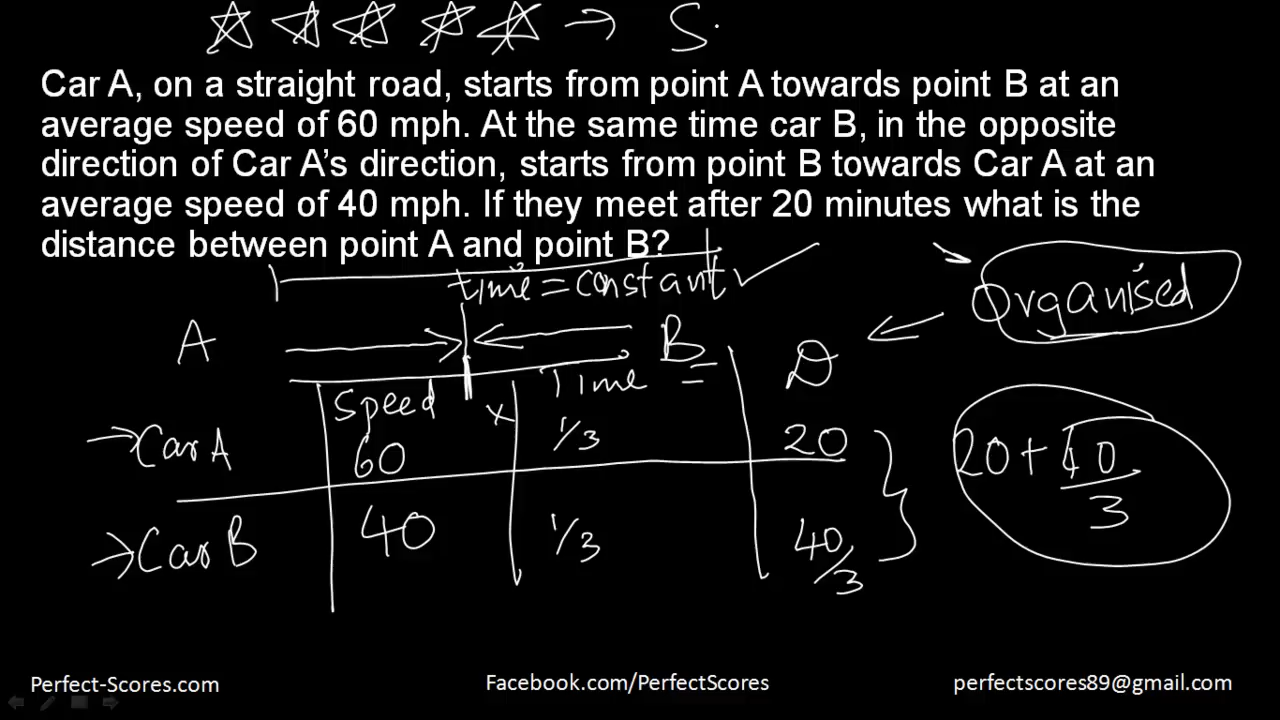 → S.
Car A, on a straight road, starts from point A towards point B at an
average speed of 60 mph. At the same time car B, in the opposite
direction of Car A's direction, starts from point B towards Car A at an
average speed of 40 mph. If they meet after 20 minutes what is the
distance between point A and point B?
time = constant ✓
Organised
A B
Speed × Time = D
→ Car A 60 1/3 20
20 + 40/3
→ Car B 40 1/3 40/3
Perfect-Scores.com Facebook.com/PerfectScores perfectscores89@gmail.com